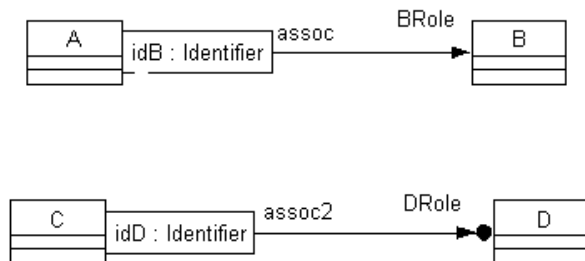 BRole
A
assoc
B
idB : Identifier
DRole
C
assoc2
D
idD : Identifier